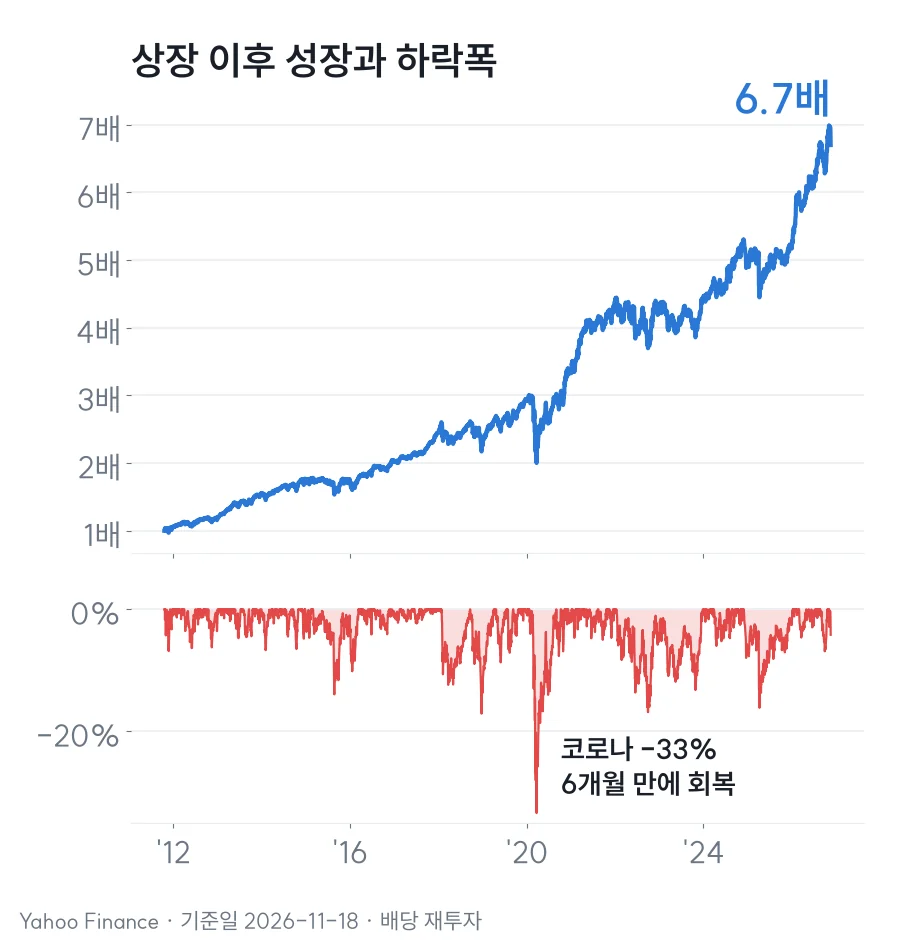 상장 이후 성장과 하락폭
6.7배
7배
6배
5배
4배
3배
2배
1배
0%
-20%
코로나 -33%
6개월 만에 회복
'12
'16
'20
'24
Yahoo Finance · 기준일 2026-11-18 · 배당 재투자